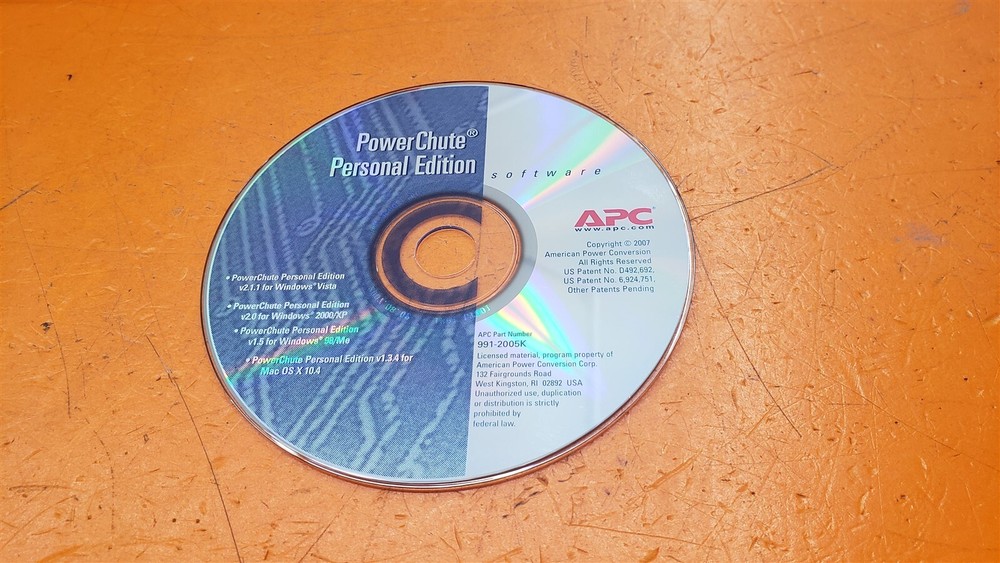 PowerChute®
Personal Edition
software
APC®
www.apc.com
Copyright © 2007
American Power Conversion
All Rights Reserved
US Patent No. D492,692,
US Patent No. 6,924,751,
Other Patents Pending
• PowerChute Personal Edition
v2.1.1 for Windows® Vista
• PowerChute Personal Edition
v2.0 for Windows® 2000/XP
• PowerChute Personal Edition
v1.5 for Windows® 98/Me
• PowerChute Personal Edition v1.3.4 for
Mac OS X 10.4
APC Part Number
991-2005K
Licensed material, program property of
American Power Conversion Corp.
132 Fairgrounds Road
West Kingston, RI 02892 USA
Unauthorized use, duplication
or distribution is strictly
prohibited by
federal law.